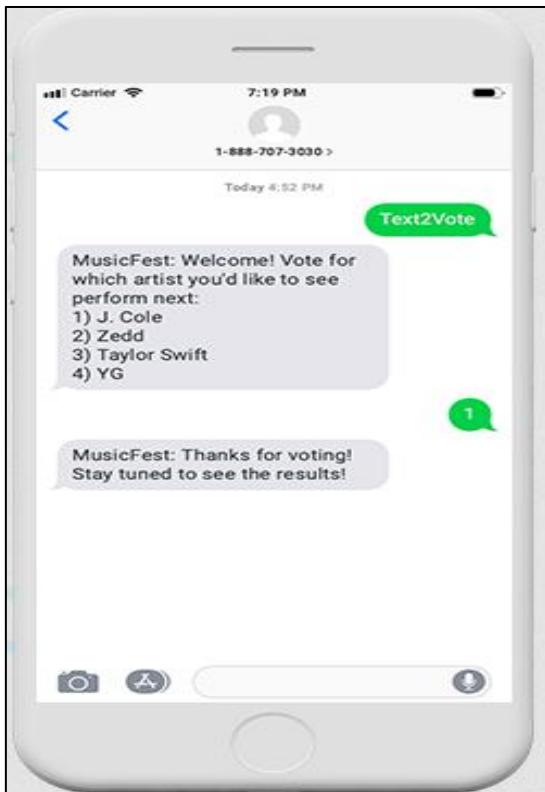 Carrier 7:19 PM
1-888-707-3030 >
Today 4:52 PM
Text2Vote
MusicFest: Welcome! Vote for
which artist you'd like to see
perform next:
1) J. Cole
2) Zedd
3) Taylor Swift
4) YG
1
MusicFest: Thanks for voting!
Stay tuned to see the results!